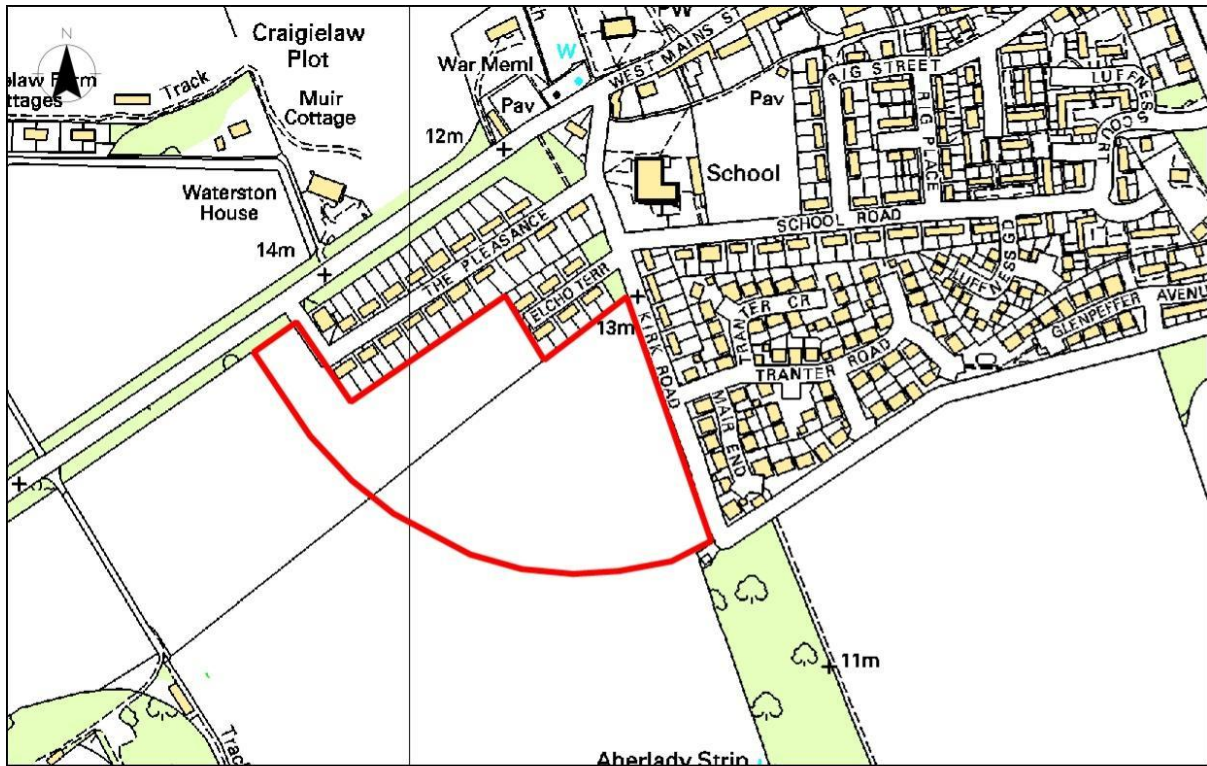 N
Craigielaw
Plot
Track
Muir
Cottage
Waterston
House
14m
12m
War Meml
Pav
W
PW
WEST MAINS ST
School
Pav
RIG STREET
RIG PLACE
LUFFNESS
COURT
SCHOOL ROAD
THE PLEASANCE
ELCHO TERR
13m
KIRK ROAD
TRANTER CR
TRANTER ROAD
MAIR END
LUFFNESS
GLENPEFFER AVENUE
11m
Track
Aberlady Strip